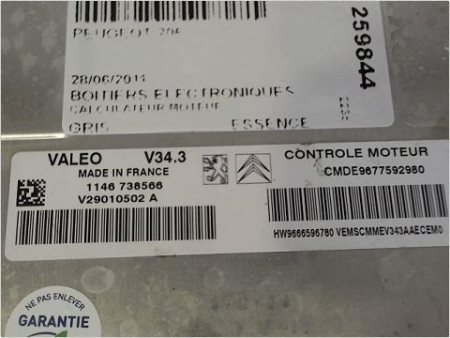 PEUGEOT 206
259844
28/06/2011
BOITIERS ELECTRONIQUES
CALCULATEUR MOTEUR
GRIS ESSENCE
VALEO V34.3
MADE IN FRANCE
1146 738566
V29010502 A
CONTROLE MOTEUR
CMDE9677592980
HW9666596780 VEMSCMMEV343AAECEM0
NE PAS ENLEVER
GARANTIE